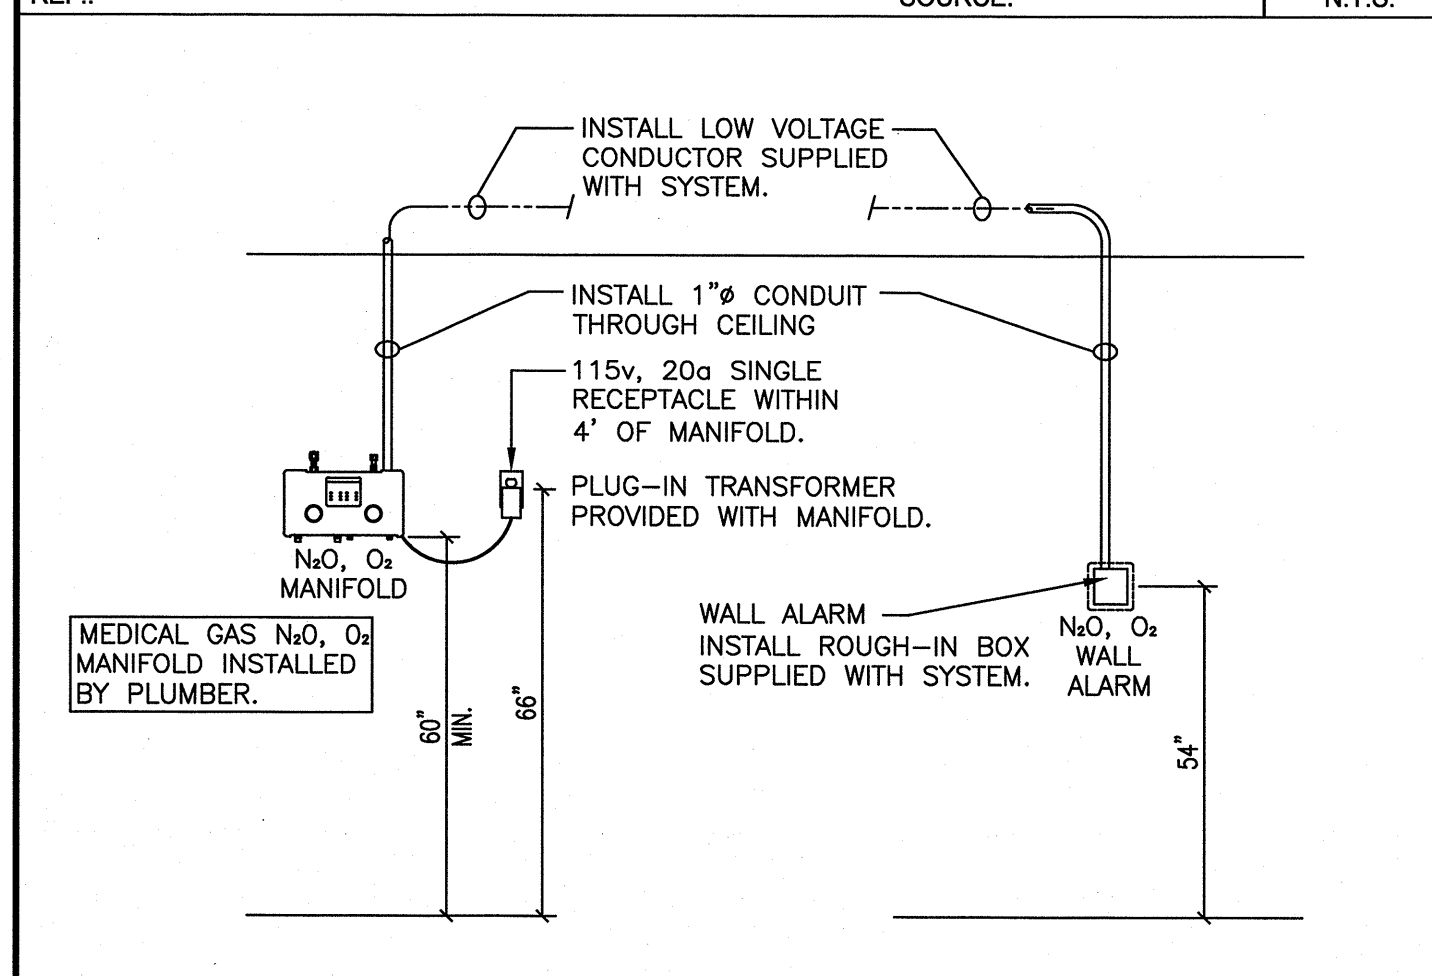 REF.:
SOURCE:
N.T.S.
INSTALL LOW VOLTAGE
CONDUCTOR SUPPLIED
WITH SYSTEM.
INSTALL 1"ø CONDUIT
THROUGH CEILING
115v, 20a SINGLE
RECEPTACLE WITHIN
4' OF MANIFOLD.
PLUG-IN TRANSFORMER
PROVIDED WITH MANIFOLD.
N₂O, O₂
MANIFOLD
MEDICAL GAS N₂O, O₂
MANIFOLD INSTALLED
BY PLUMBER.
60"
MIN.
66"
WALL ALARM
INSTALL ROUGH-IN BOX
SUPPLIED WITH SYSTEM.
N₂O, O₂
WALL
ALARM
54"